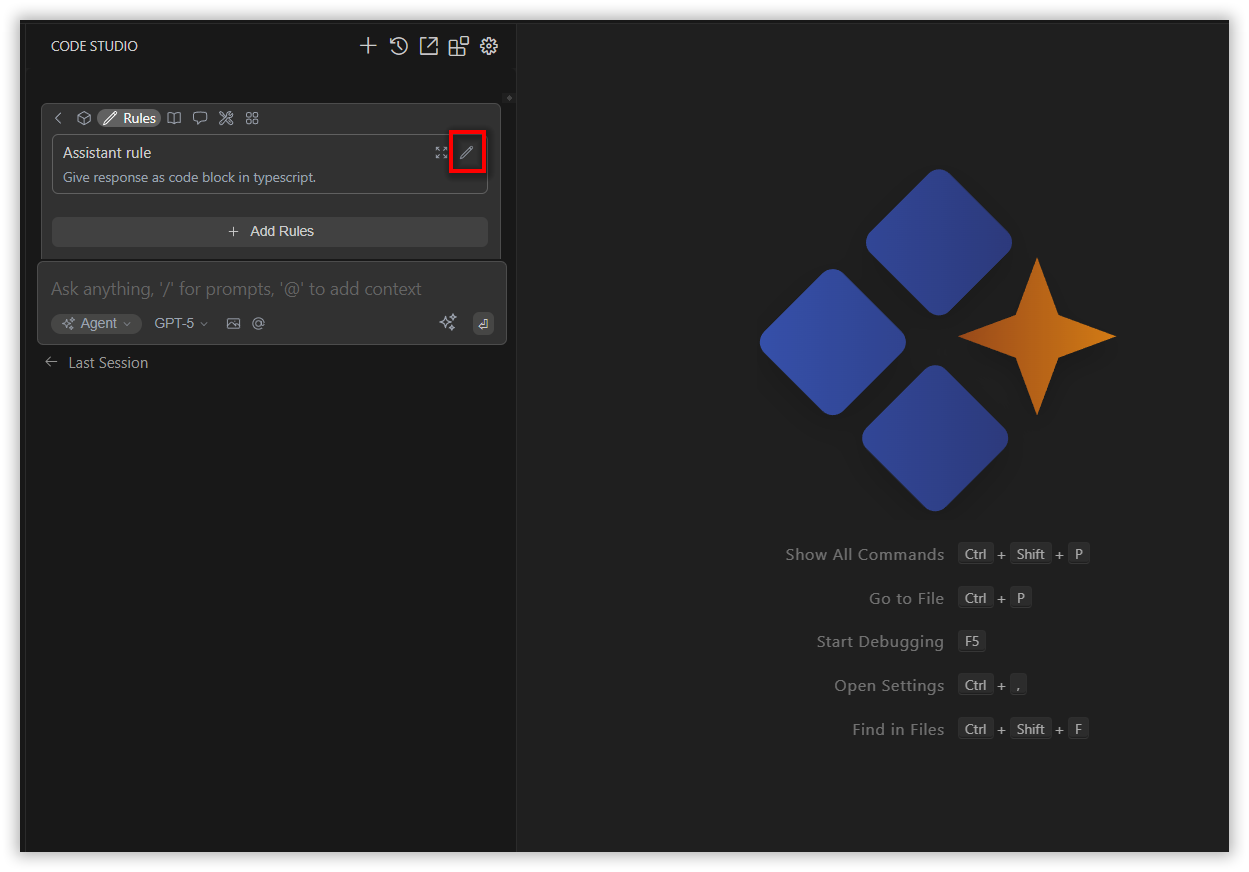 CODE STUDIO
Rules
Assistant rule
Give response as code block in typescript.
+ Add Rules
Ask anything, '/' for prompts, '@' to add context
Agent GPT-5 @
Last Session
Show All Commands Ctrl + Shift + P
Go to File Ctrl + P
Start Debugging F5
Open Settings Ctrl + ,
Find in Files Ctrl + Shift + F